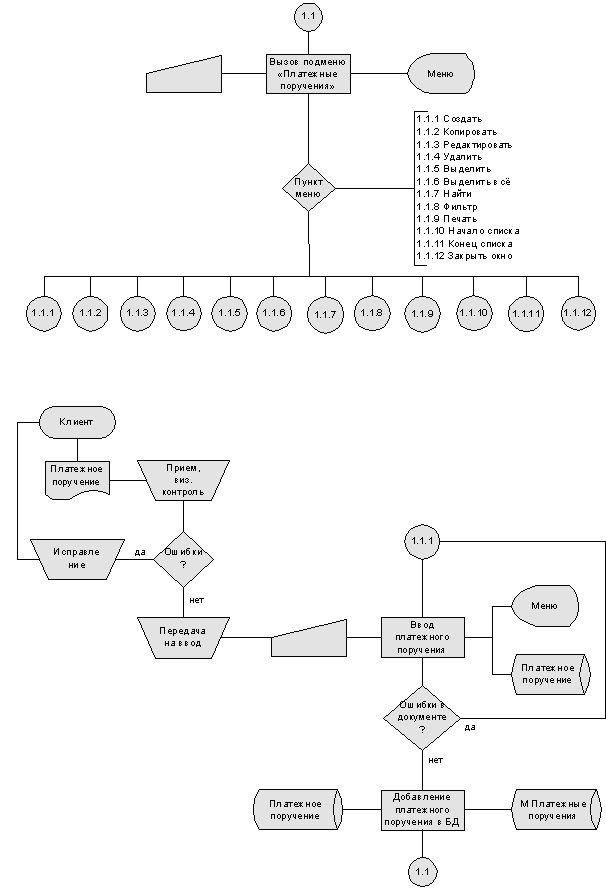 1.1
Вызов подменю
«Платежные
поручения»
Меню
Пункт
меню
1.1.1 Создать
1.1.2 Копировать
1.1.3 Редактировать
1.1.4 Удалить
1.1.5 Выделить
1.1.6 Выделить всё
1.1.7 Найти
1.1.8 Фильтр
1.1.9 Печать
1.1.10 Начало списка
1.1.11 Конец списка
1.1.12 Закрыть окно
1.1.1
1.1.2
1.1.3
1.1.4
1.1.5
1.1.6
1.1.7
1.1.8
1.1.9
1.1.10
1.1.11
1.1.12
Клиент
Платежное
поручение
Прием,
виз.
контроль
Исправле
ние
да
Ошибки
?
нет
Передача
на ввод
1.1.1
Ввод
платежного
поручения
Меню
Платежное
поручение
Ошибки в
документе
?
да
нет
Платежное
поручение
Добавление
платежного
поручения в БД
М Платежные
поручения
1.1